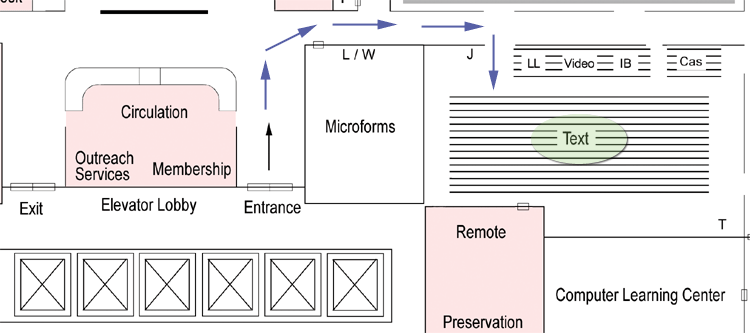 L / W
J
LL
Video
IB
Cas
Circulation
Microforms
Text
Outreach
Services
Membership
Exit
Elevator Lobby
Entrance
Remote
T
Computer Learning Center
Preservation